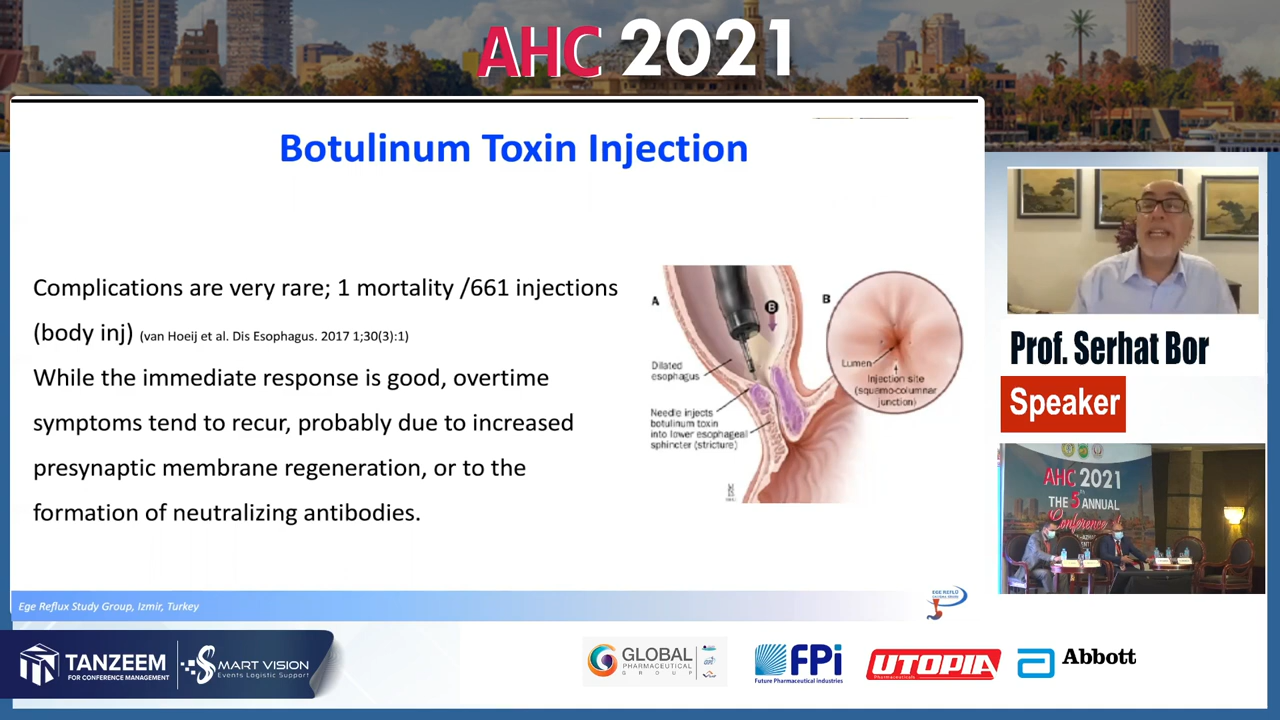 AHC 2021
Botulinum Toxin Injection
Complications are very rare; 1 mortality /661 injections
(body inj) (van Hoeij et al. Dis Esophagus. 2017 1;30(3):1)
While the immediate response is good, overtime
symptoms tend to recur, probably due to increased
presynaptic membrane regeneration, or to the
formation of neutralizing antibodies.
A
B
B
Dilated
esophagus
Needle injects
botulinum toxin
into lower esophageal
sphincter (stricture)
Lumen
Injection site
(squamo-columnar
junction)
Prof. Serhat Bor
Speaker
AHC 2021
THE 5th ANNUAL
Conference
Ege Reflux Study Group, Izmir, Turkey
EGE REFLÜ
TANZEEM
FOR CONFERENCE MANAGEMENT
SMART VISION
Events Logistic Support
GLOBAL
PHARMACEUTICAL
GROUP
FPi
Future Pharmaceutical industries
UTOPIA
Pharmaceuticals
Abbott